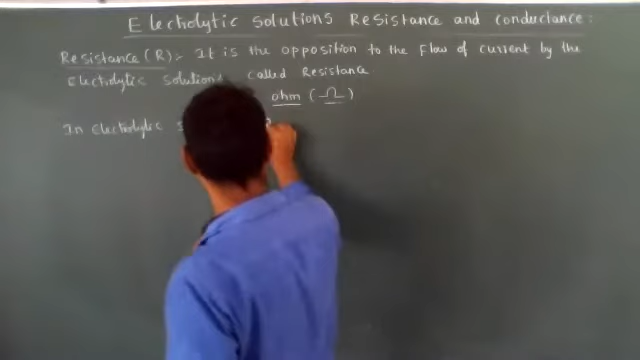 Electrolytic Solutions Resistance and conductance:
Resistance (R):- It is the opposition to the Flow of current by the
Electrolytic Solutions called Resistance
ohm (Ω)
In Electrolytic